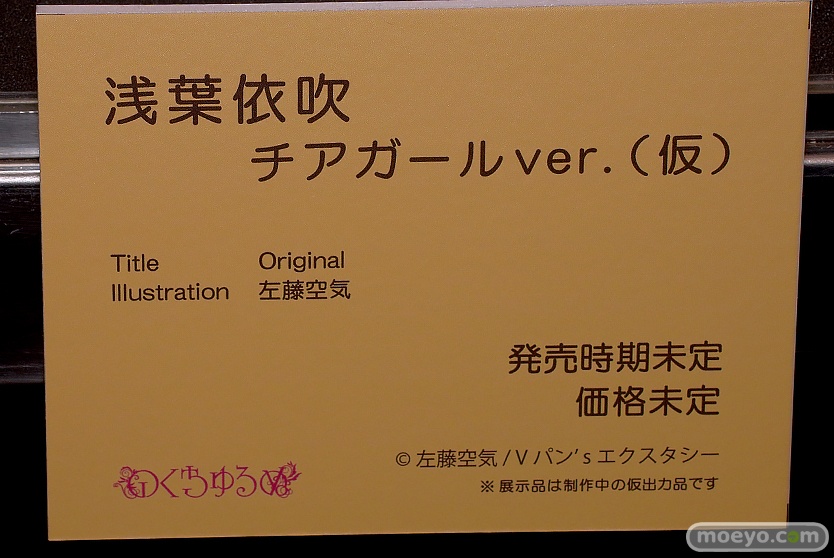 浅葉依吹
チアガールver.(仮)
Title Original
Illustration 左藤空気
発売時期未定
価格未定
© 左藤空気 / V パン’s エクスタシー
※ 展示品は制作中の仮出力品です
moeyo.com